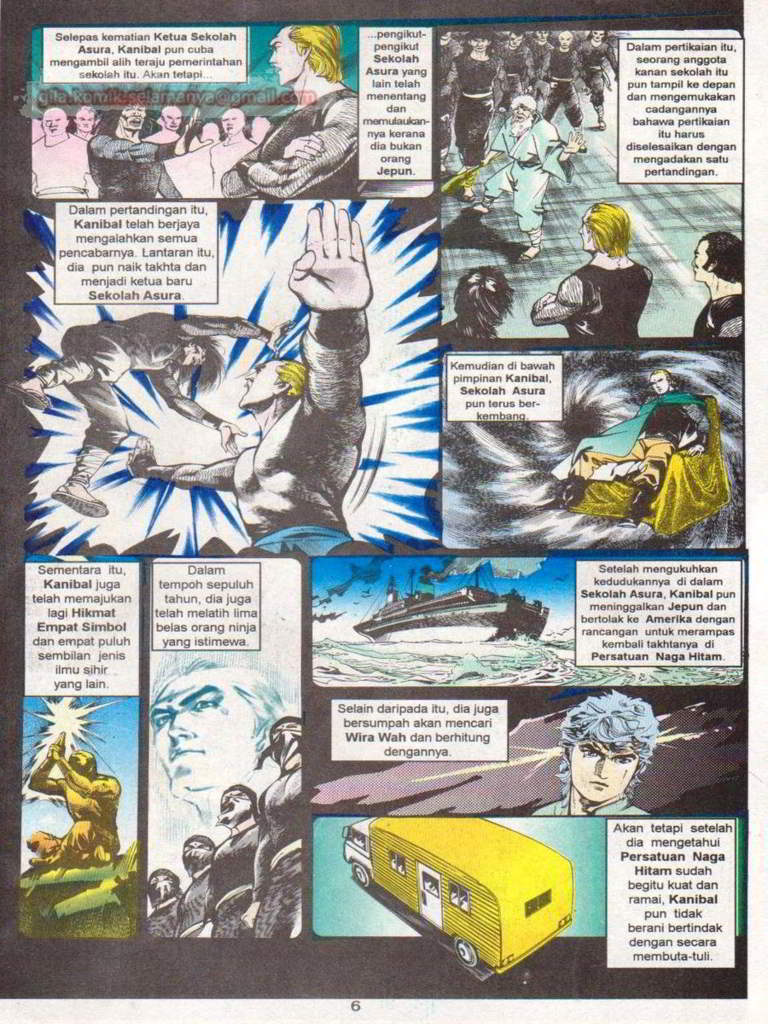 Selepas kematian Ketua Sekolah
Asura, Kanibal pun cuba
mengambil alih teraju pemerintahan
sekolah itu. Akan tetapi...
gila-komik.selamanya@gmail.com
...pengikut-
pengikut
Sekolah
Asura yang
lain telah
menentang
dan
memulaukan-
nya kerana
dia bukan
orang
Jepun.
Dalam pertikaian itu,
seorang anggota
kanan sekolah itu
pun tampil ke depan
dan mengemukakan
cadangannya
bahawa pertikaian
itu harus
diselesaikan dengan
mengadakan satu
pertandingan.
Dalam pertandingan itu,
Kanibal telah berjaya
mengalahkan semua
pencabarnya. Lantaran itu,
dia pun naik takhta dan
menjadi ketua baru
Sekolah Asura.
Kemudian di bawah
pimpinan Kanibal,
Sekolah Asura
pun terus ber-
kembang.
Sementara itu,
Kanibal juga
telah memajukan
lagi Hikmat
Empat Simbol
dan empat puluh
sembilan jenis
ilmu sihir
yang lain.
Dalam
tempoh sepuluh
tahun, dia juga
telah melatih lima
belas orang ninja
yang istimewa.
Setelah mengukuhkan
kedudukannya di dalam
Sekolah Asura, Kanibal pun
meninggalkan Jepun dan
bertolak ke Amerika dengan
rancangan untuk merampas
kembali takhtanya di
Persatuan Naga Hitam.
Selain daripada itu, dia juga
bersumpah akan mencari
Wira Wah dan berhitung
dengannya.
Akan tetapi setelah
dia mengetahui
Persatuan Naga
Hitam sudah
begitu kuat dan
ramai, Kanibal
pun tidak
berani bertindak
dengan secara
membuta-tuli.
6